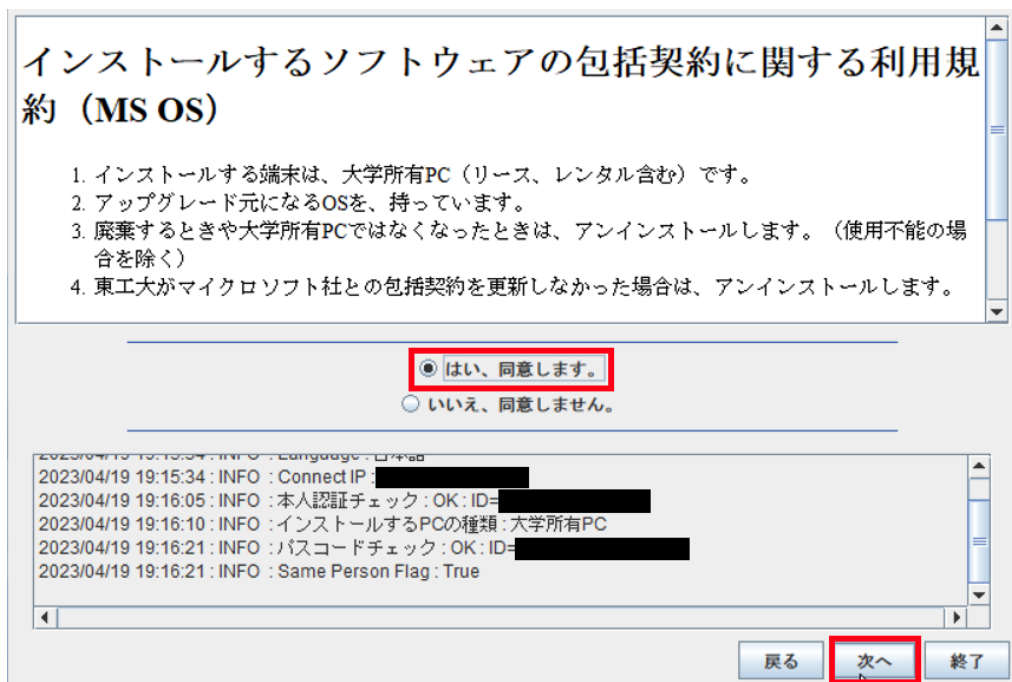 インストールするソフトウェアの包括契約に関する利用規
約（MS OS）
1. インストールする端末は、大学所有PC（リース、レンタル含む）です。
2. アップグレード元になるOSを、持っています。
3. 廃棄するときや大学所有PCではなくなったときは、アンインストールします。（使用不能の場
合を除く）
4. 東工大がマイクロソフト社との包括契約を更新しなかった場合は、アンインストールします。
はい、同意します。
いいえ、同意しません。
2023/04/19 19:15:34 : INFO : Language : 日本語
2023/04/19 19:15:34 : INFO : Connect IP :
2023/04/19 19:16:05 : INFO : 本人認証チェック : OK : ID=
2023/04/19 19:16:10 : INFO : インストールするPCの種類 : 大学所有PC
2023/04/19 19:16:21 : INFO : パスコードチェック : OK : ID=
2023/04/19 19:16:21 : INFO : Same Person Flag : True
戻る 次へ 終了